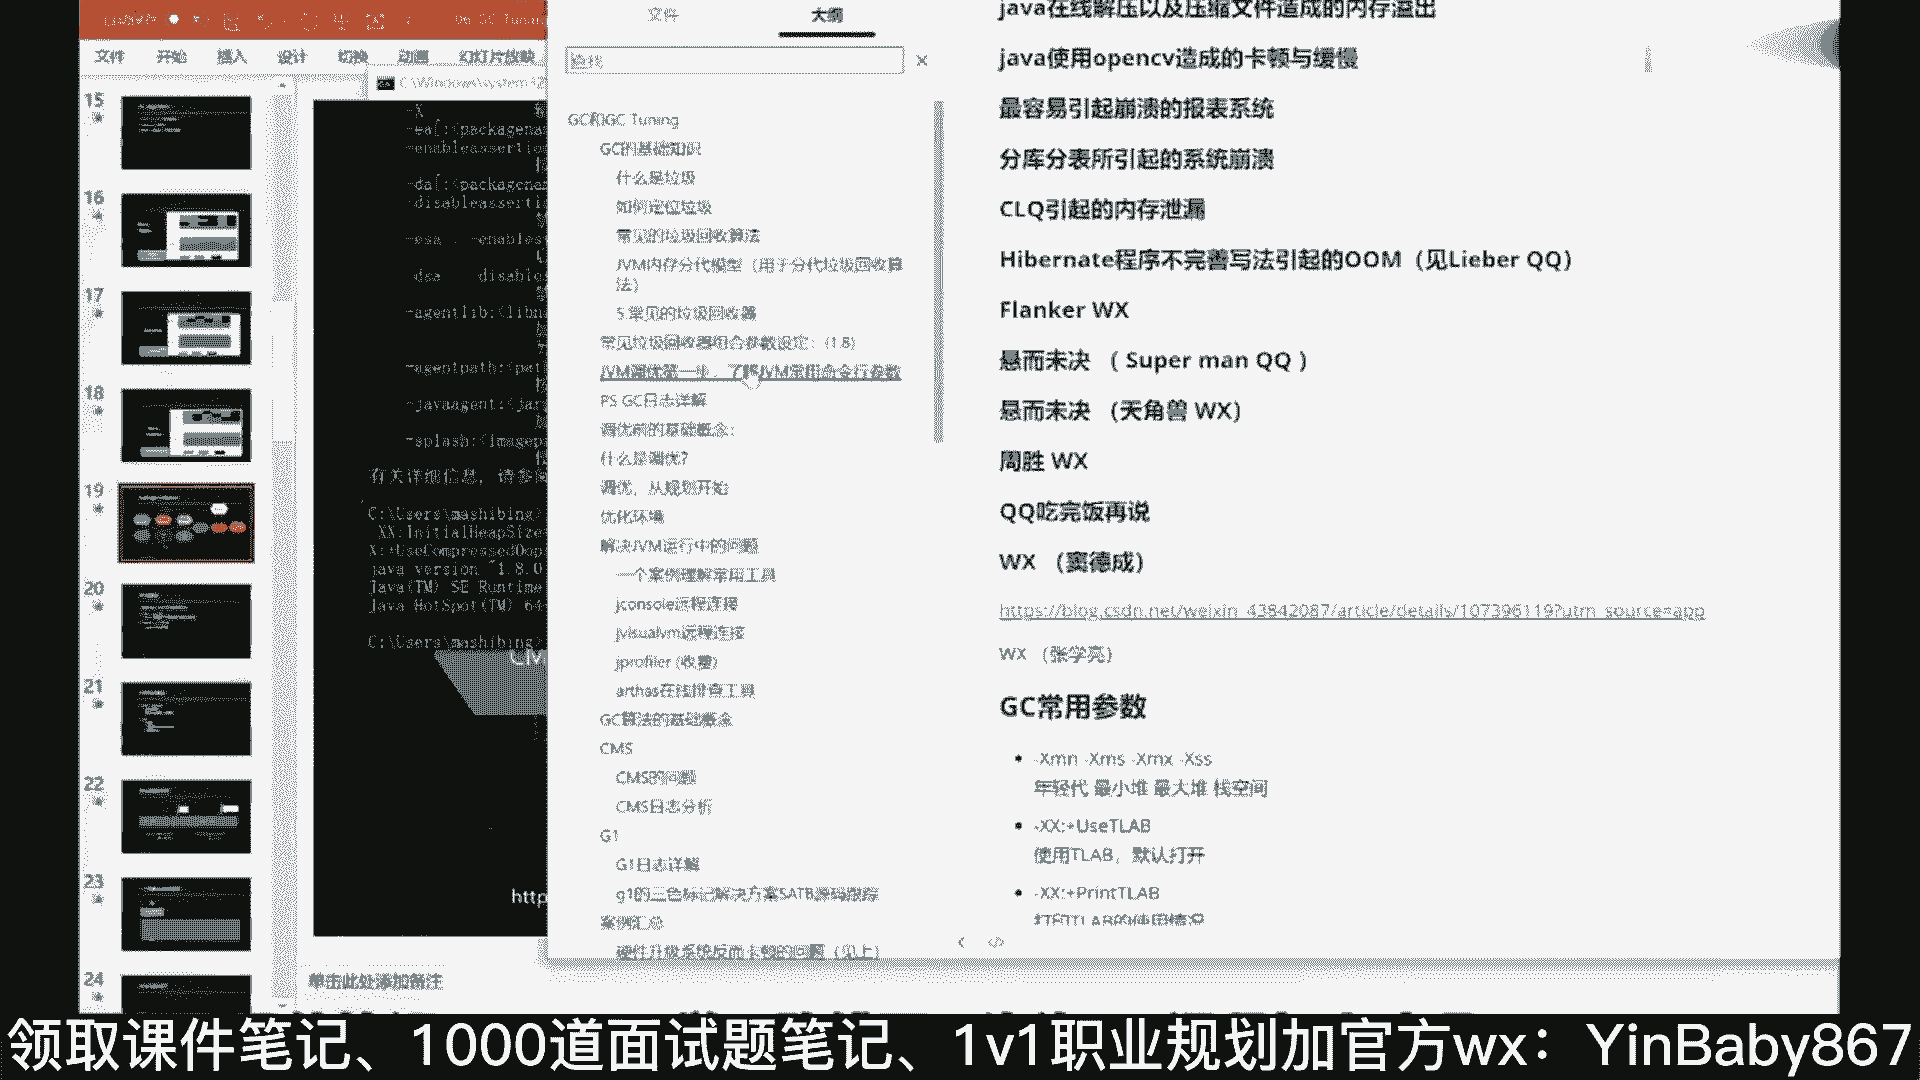 文件 开始 插入 设计 切换 动画 幻灯片放映
15
16
17
18
19
20
21
22
23
24
-agentlib:<lib
-agentpath:
-javaagent:
-splash:
有关详细信息，请参
C:\Users\mashibing>
java version "1.8.0
Java(TM) SE Runtime
Java HotSpot(TM) 64
C:\Users\mashibing>
http
单击此处添加备注
文件 大纲
查找
GC和GC Tuning
GC的基础知识
什么是垃圾
如何定位垃圾
常见的垃圾回收算法
JVM内存分代模型（用于分代垃圾回收算
法）
5.常见的垃圾回收器
常见垃圾回收器组合参数设定：(1.8)
JVM调优第一步，了解JVM常用命令行参数
PS GC日志详解
调优前的基础概念：
什么是调优？
调优，从规划开始
优化环境
解决JVM运行中的问题
一个案例理解常用工具
jconsole远程连接
jvisualvm远程连接
jprofiler (收费)
arthas在线排查工具
GC算法的基础概念
CMS
CMS的问题
CMS日志分析
G1
G1日志详解
g1的三色标记解决方案SATB源码跟踪
案例汇总
硬件升级系统反而卡顿的问题（见上）
java在线解压以及压缩文件造成的内存溢出
java使用opencv造成的卡顿与缓慢
最容易引起崩溃的报表系统
分库分表所引起的系统崩溃
CLQ引起的内存泄漏
Hibernate程序不完善写法引起的OOM（见Lieber QQ）
Flanker WX
悬而未决 （ Super man QQ ）
悬而未决 （天角兽 WX）
周胜 WX
QQ吃完饭再说
WX （窦德成）
https://blog.csdn.net/weixin_43842087/article/details/107396119?utm_source=app
WX （张学亮）
GC常用参数
-Xmn -Xms -Xmx -Xss
年轻代 最小堆 最大堆 栈空间
-XX:+UseTLAB
使用TLAB，默认打开
-XX:+PrintTLAB
打印TLAB的使用情况
领取课件笔记、1000道面试题笔记、1v1职业规划加官方wx：YinBaby867